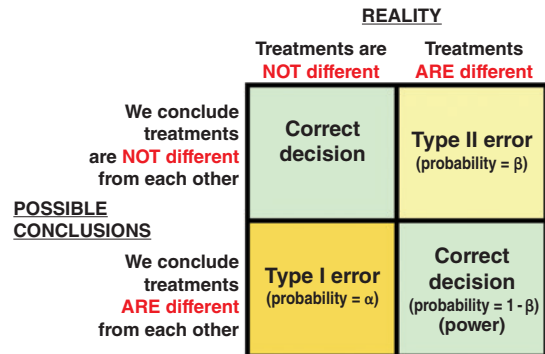 REALITY
Treatments are
NOT different
Treatments
ARE different
We conclude
treatments
are NOT different
from each other
Correct
decision
Type II error
(probability = β)
POSSIBLE
CONCLUSIONS
We conclude
treatments
ARE different
from each other
Type I error
(probability = α)
Correct
decision
(probability = 1 - β)
(power)